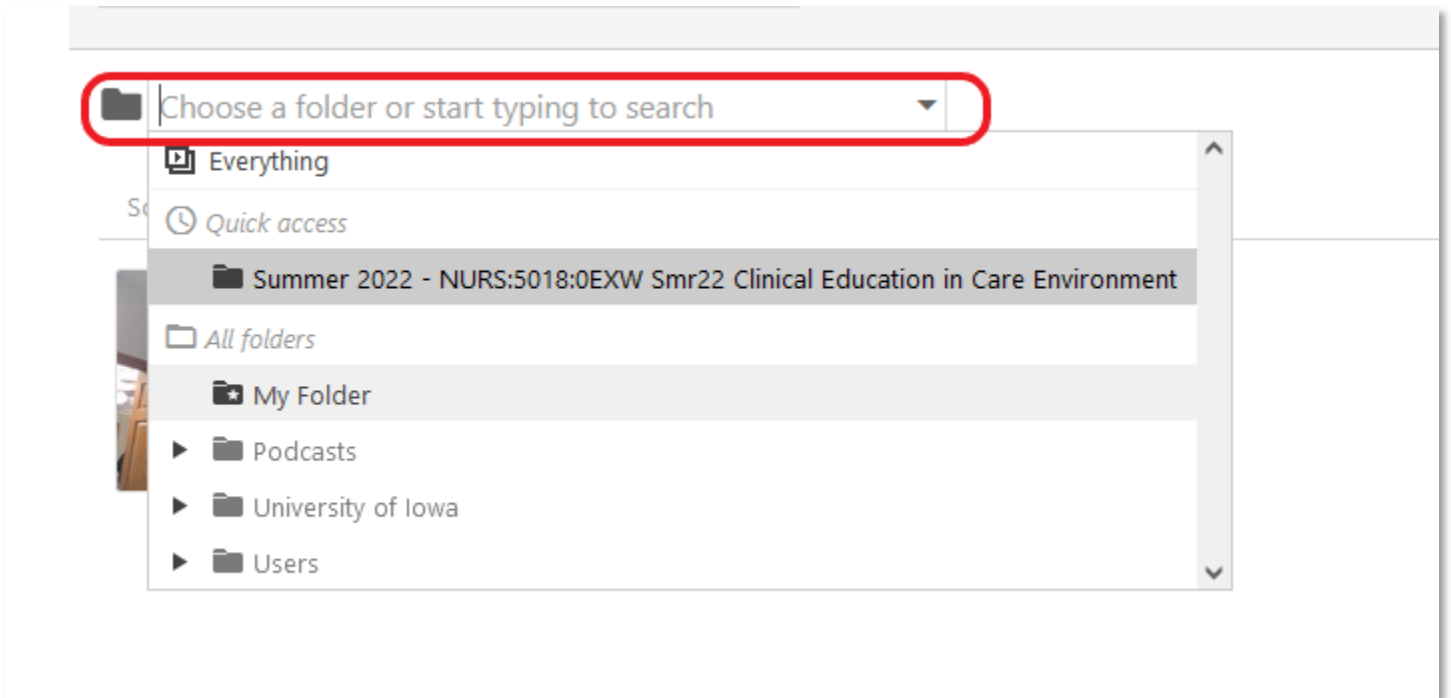 Choose a folder or start typing to search
Everything
Quick access
Summer 2022 - NURS:5018:0EXW Smr22 Clinical Education in Care Environment
All folders
My Folder
Podcasts
University of Iowa
Users